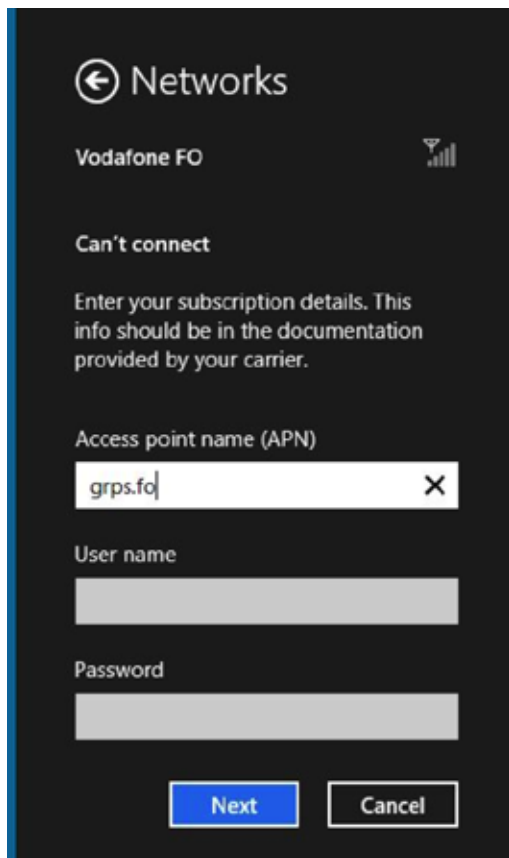 Networks
Vodafone FO
Can't connect
Enter your subscription details. This
info should be in the documentation
provided by your carrier.
Access point name (APN)
grps.fo
User name
Password
Next Cancel